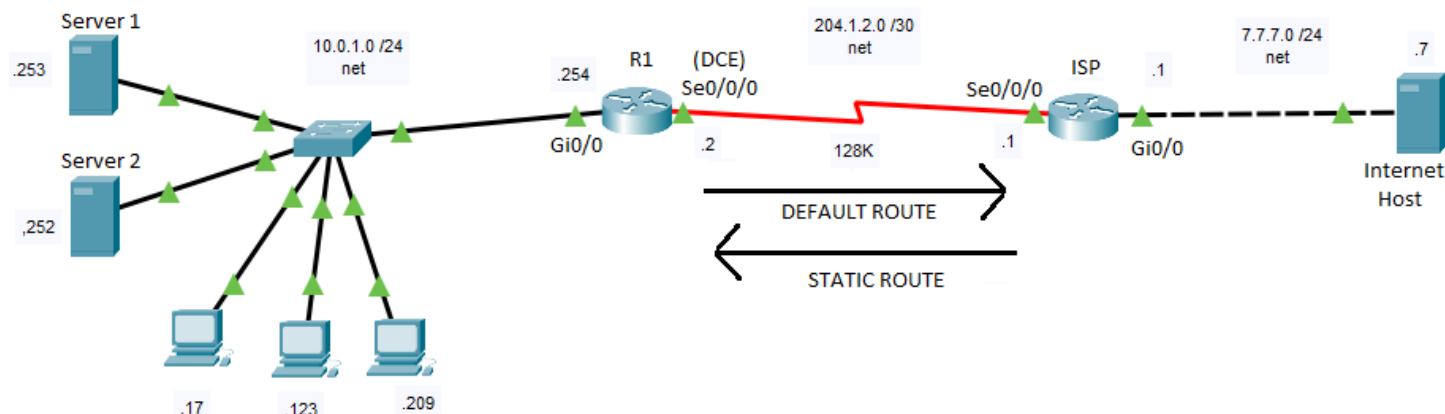 Server 1
.253
10.0.1.0 /24
net
.254
R1
(DCE)
Se0/0/0
Gi0/0
.2
204.1.2.0 /30
net
128K
Se0/0/0
ISP
.1
.1
Gi0/0
7.7.7.0 /24
net
.7
Internet
Host
DEFAULT ROUTE
STATIC ROUTE
Server 2
,252
.17
.123
.209